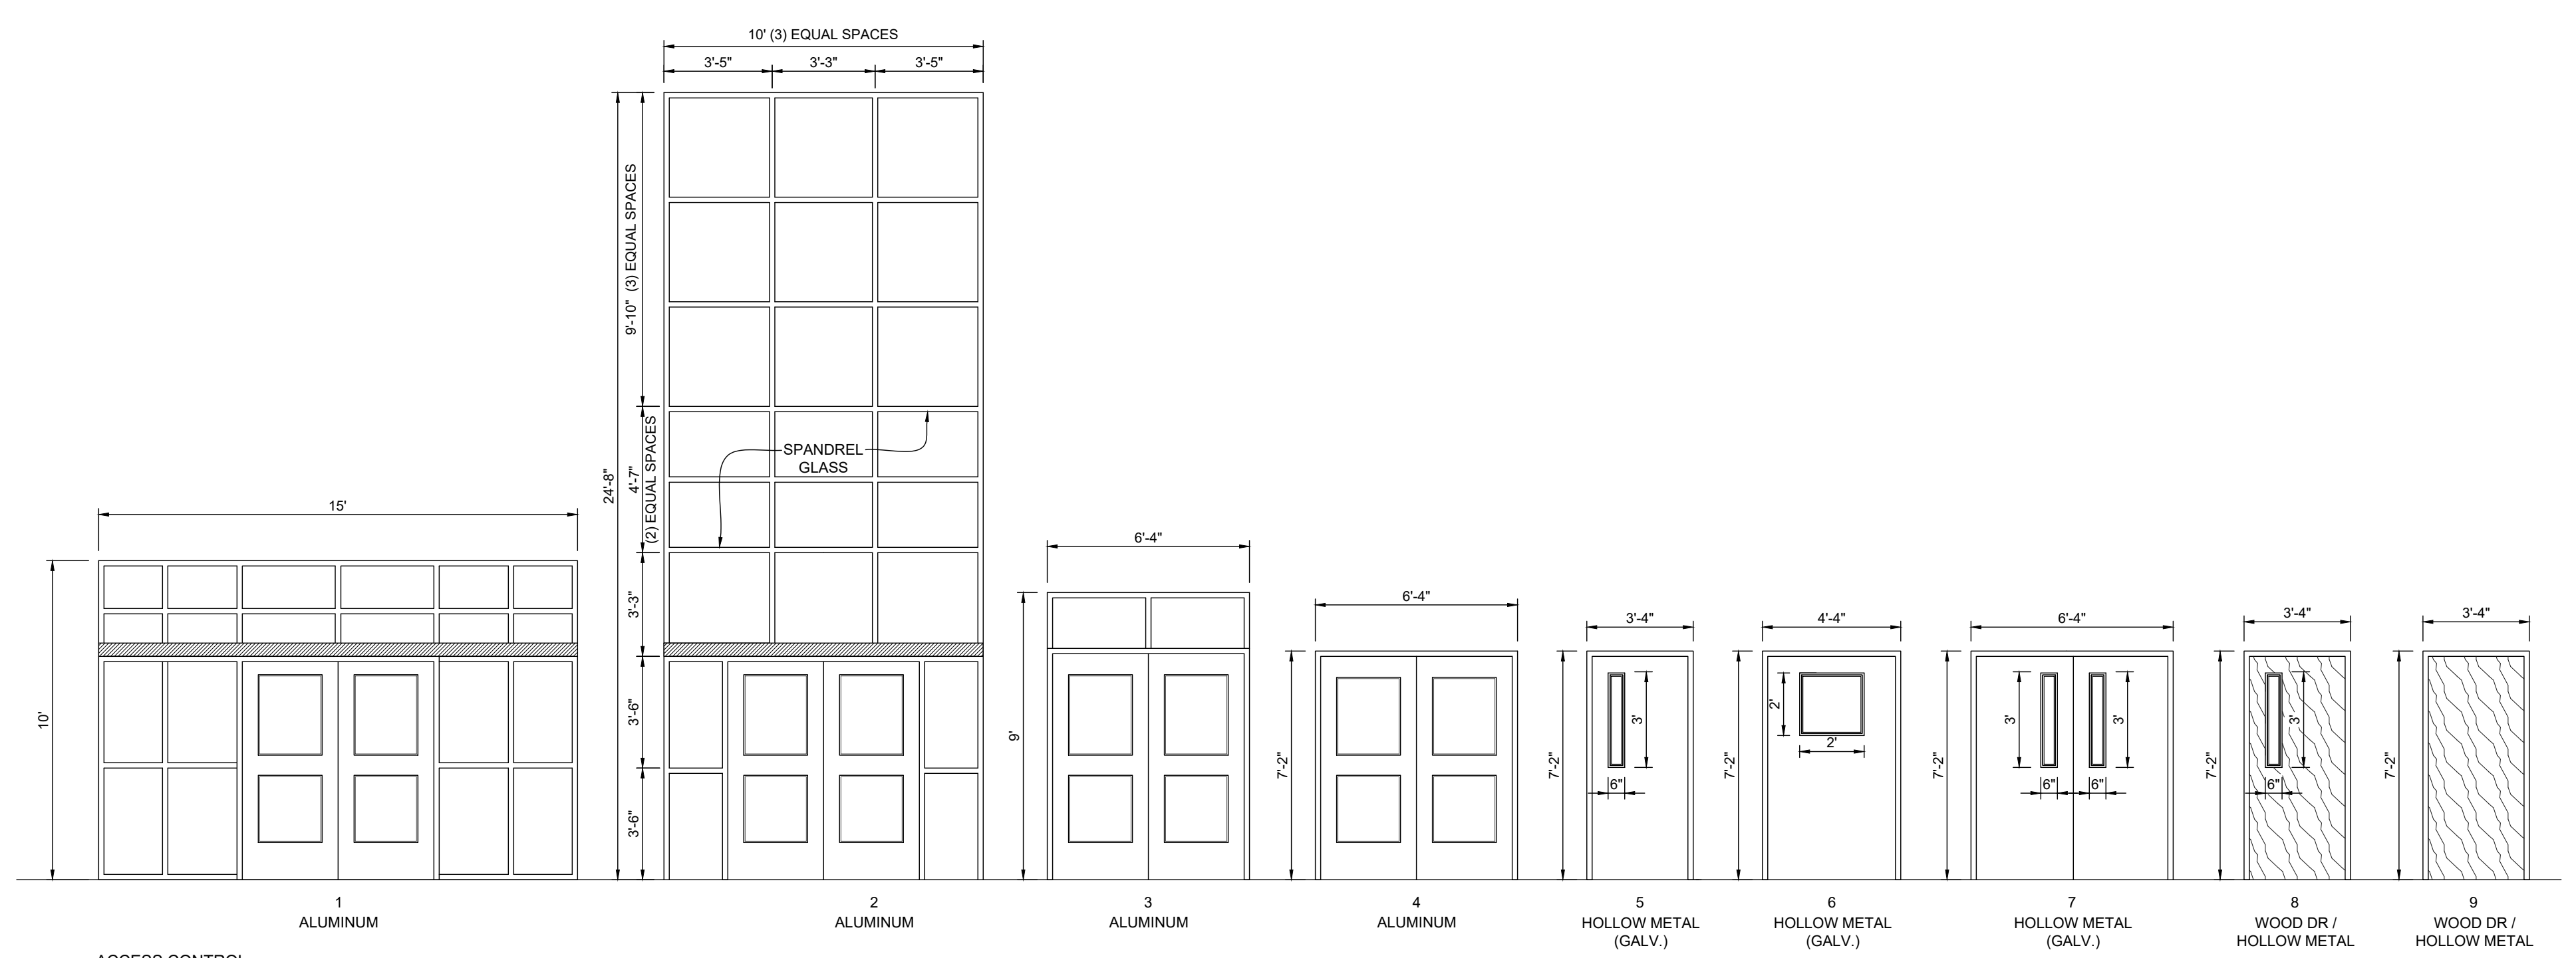 10' (3) EQUAL SPACES
3'-5"
3'-3"
3'-5"
24'-8"
9'-10" (3) EQUAL SPACES
4'-7"
(2) EQUAL SPACES
3'-3"
3'-6"
3'-6"
SPANDREL
GLASS
15'
10'
6'-4"
9'
6'-4"
7'-2"
3'-4"
7'-2"
3'
6"
4'-4"
7'-2"
2'
2'
6'-4"
7'-2"
3'
3'
6"
6"
3'-4"
7'-2"
3'
6"
3'-4"
7'-2"
1
ALUMINUM
2
ALUMINUM
3
ALUMINUM
4
ALUMINUM
5
HOLLOW METAL
(GALV.)
6
HOLLOW METAL
(GALV.)
7
HOLLOW METAL
(GALV.)
8
WOOD DR /
HOLLOW METAL
9
WOOD DR /
HOLLOW METAL
ACCESS CONTROL